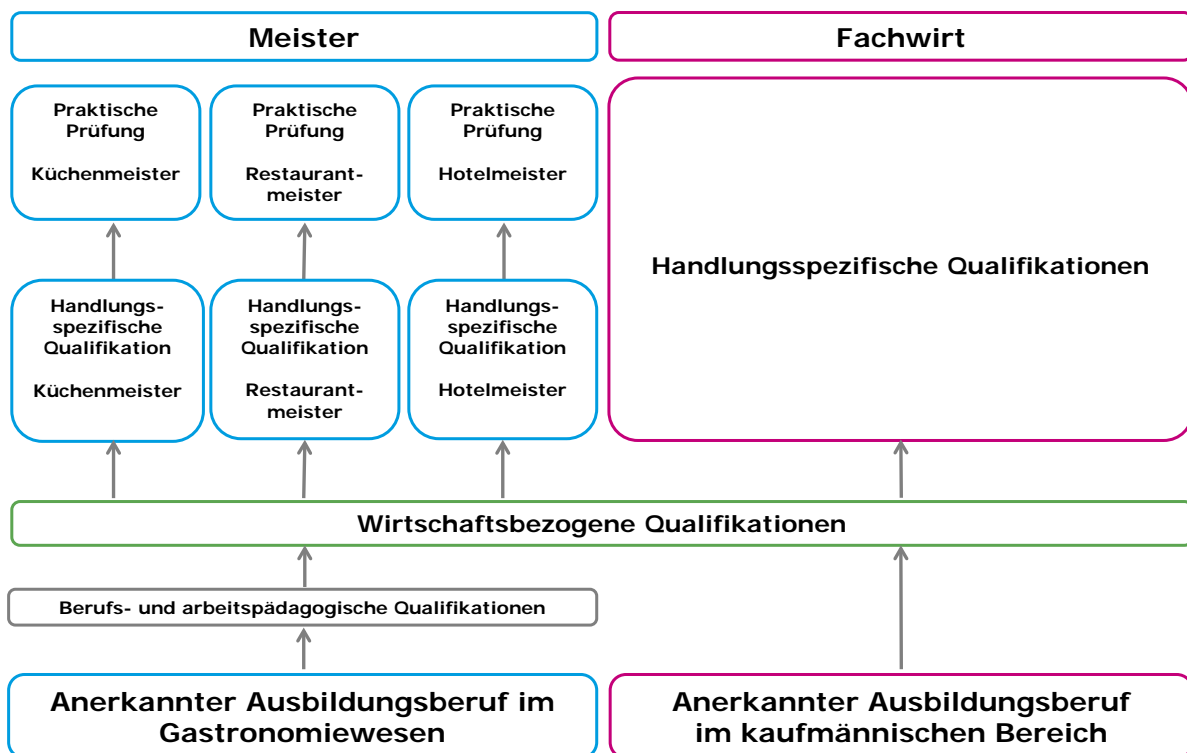 Meister
Fachwirt
Praktische
Prüfung
Küchenmeister
Praktische
Prüfung
Restaurant-
meister
Praktische
Prüfung
Hotelmeister
Handlungsspezifische Qualifikationen
Handlungs-
spezifische
Qualifikation
Küchenmeister
Handlungs-
spezifische
Qualifikation
Restaurant-
meister
Handlungs-
spezifische
Qualifikation
Hotelmeister
Wirtschaftsbezogene Qualifikationen
Berufs- und arbeitspädagogische Qualifikationen
Anerkannter Ausbildungsberuf im
Gastronomiewesen
Anerkannter Ausbildungsberuf
im kaufmännischen Bereich